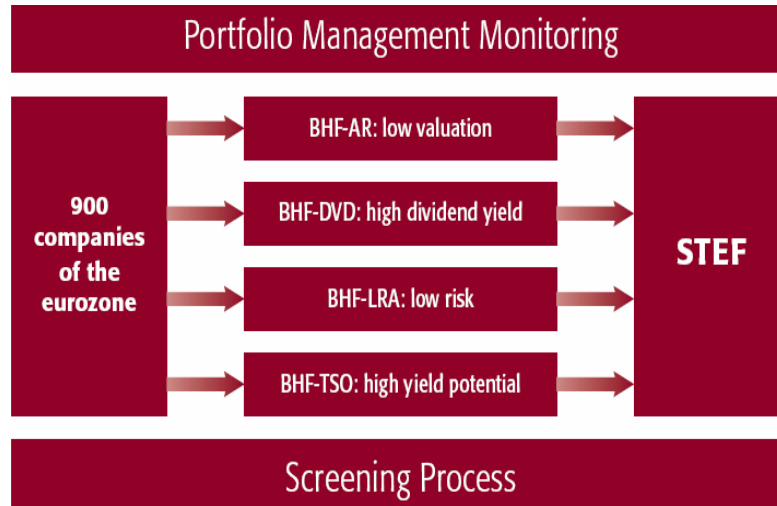 Portfolio Management Monitoring
900
companies
of the
eurozone
BHF-AR: low valuation
BHF-DVD: high dividend yield
BHF-LRA: low risk
BHF-TSO: high yield potential
STEF
Screening Process